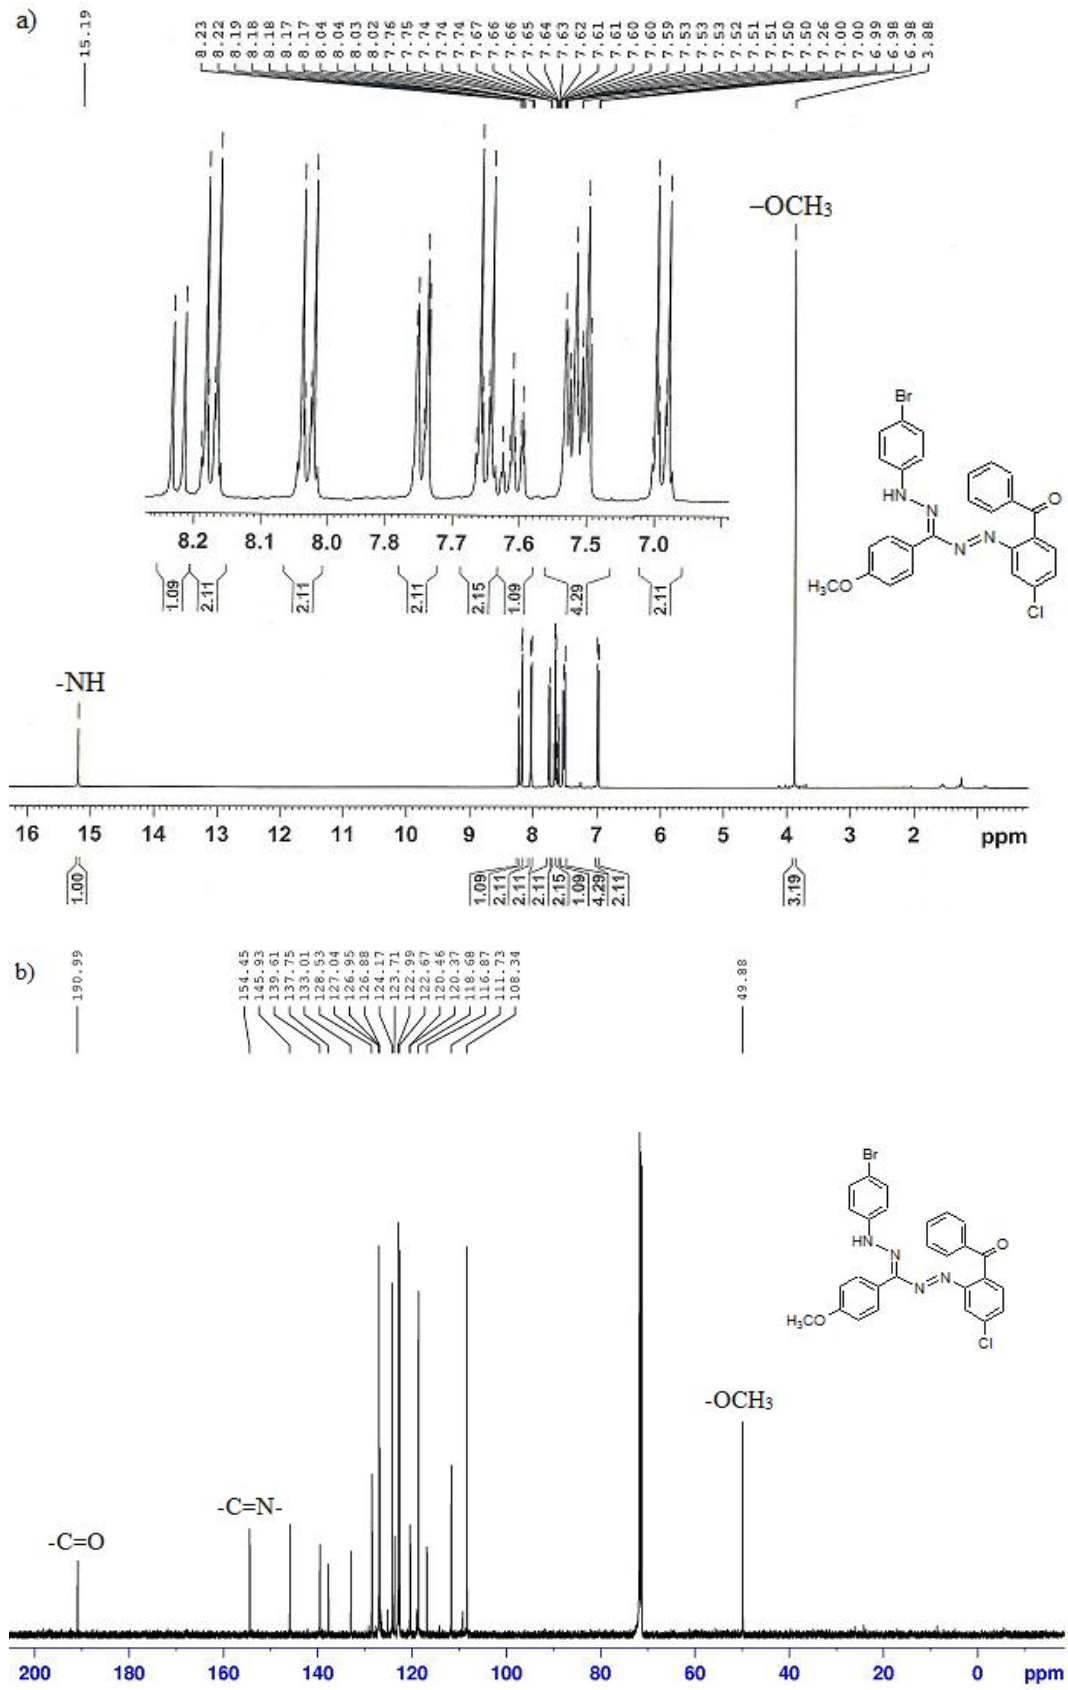 a)
15.19
8.23
8.22
8.19
8.18
8.18
8.17
8.17
8.04
8.04
8.03
8.02
7.76
7.75
7.74
7.74
7.67
7.66
7.65
7.64
7.63
7.62
7.61
7.61
7.60
7.60
7.59
7.53
7.53
7.53
7.52
7.51
7.51
7.50
7.50
7.26
7.00
7.00
6.99
6.98
6.98
3.88
–OCH3
Br
HN
N
O
N=N
H3CO
Cl
8.2 8.1 8.0 7.8 7.7 7.6 7.5 7.0
1.09 2.11 2.11 2.11 2.15 1.09 4.29 2.11
-NH
16 15 14 13 12 11 10 9 8 7 6 5 4 3 2 ppm
1.00 1.09 2.11 2.11 2.11 2.15 1.09 4.29 2.11 3.19
b)
190.99
154.45
145.93
139.61
137.75
133.01
128.53
127.04
126.95
126.88
124.17
123.71
122.99
122.67
120.46
120.37
118.68
116.87
111.73
108.34
49.88
Br
HN
N
O
N=N
H3CO
Cl
-OCH3
-C=N-
-C=O
200 180 160 140 120 100 80 60 40 20 0 ppm